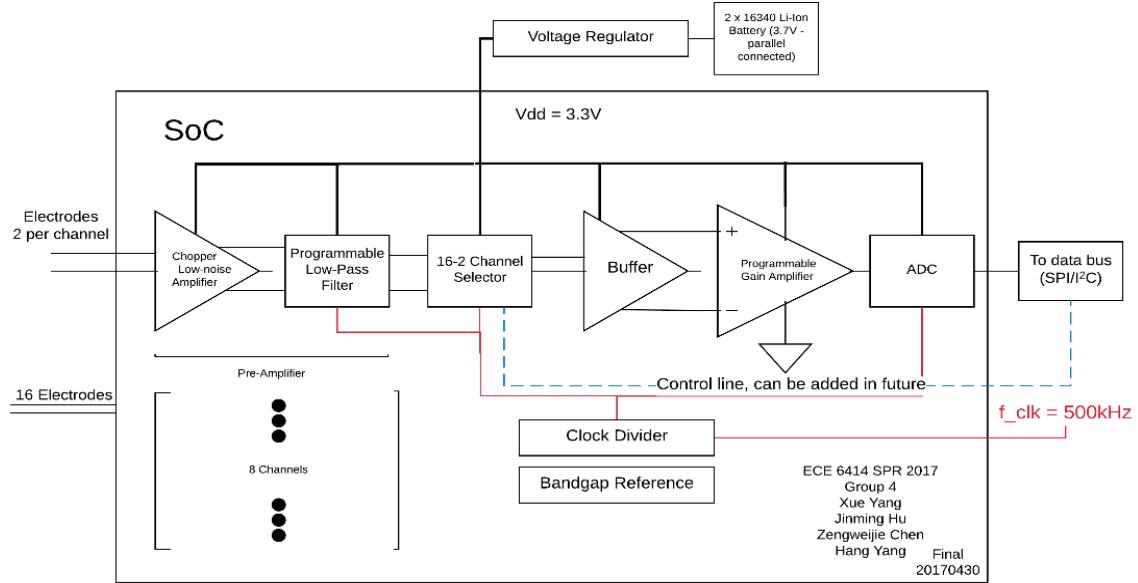 2 x 16340 Li-Ion
Battery (3.7V -
parallel
connected)
Voltage Regulator
Vdd = 3.3V
SoC
Electrodes
2 per channel
Chopper
Low-noise
Amplifier
Programmable
Low-Pass
Filter
16-2 Channel
Selector
Buffer
+
−
Programmable
Gain Amplifier
ADC
To data bus
(SPI/I²C)
Pre-Amplifier
16 Electrodes
Control line, can be added in future
f_clk = 500kHz
Clock Divider
8 Channels
Bandgap Reference
ECE 6414 SPR 2017
Group 4
Xue Yang
Jinming Hu
Zengweijie Chen
Hang Yang
Final
20170430